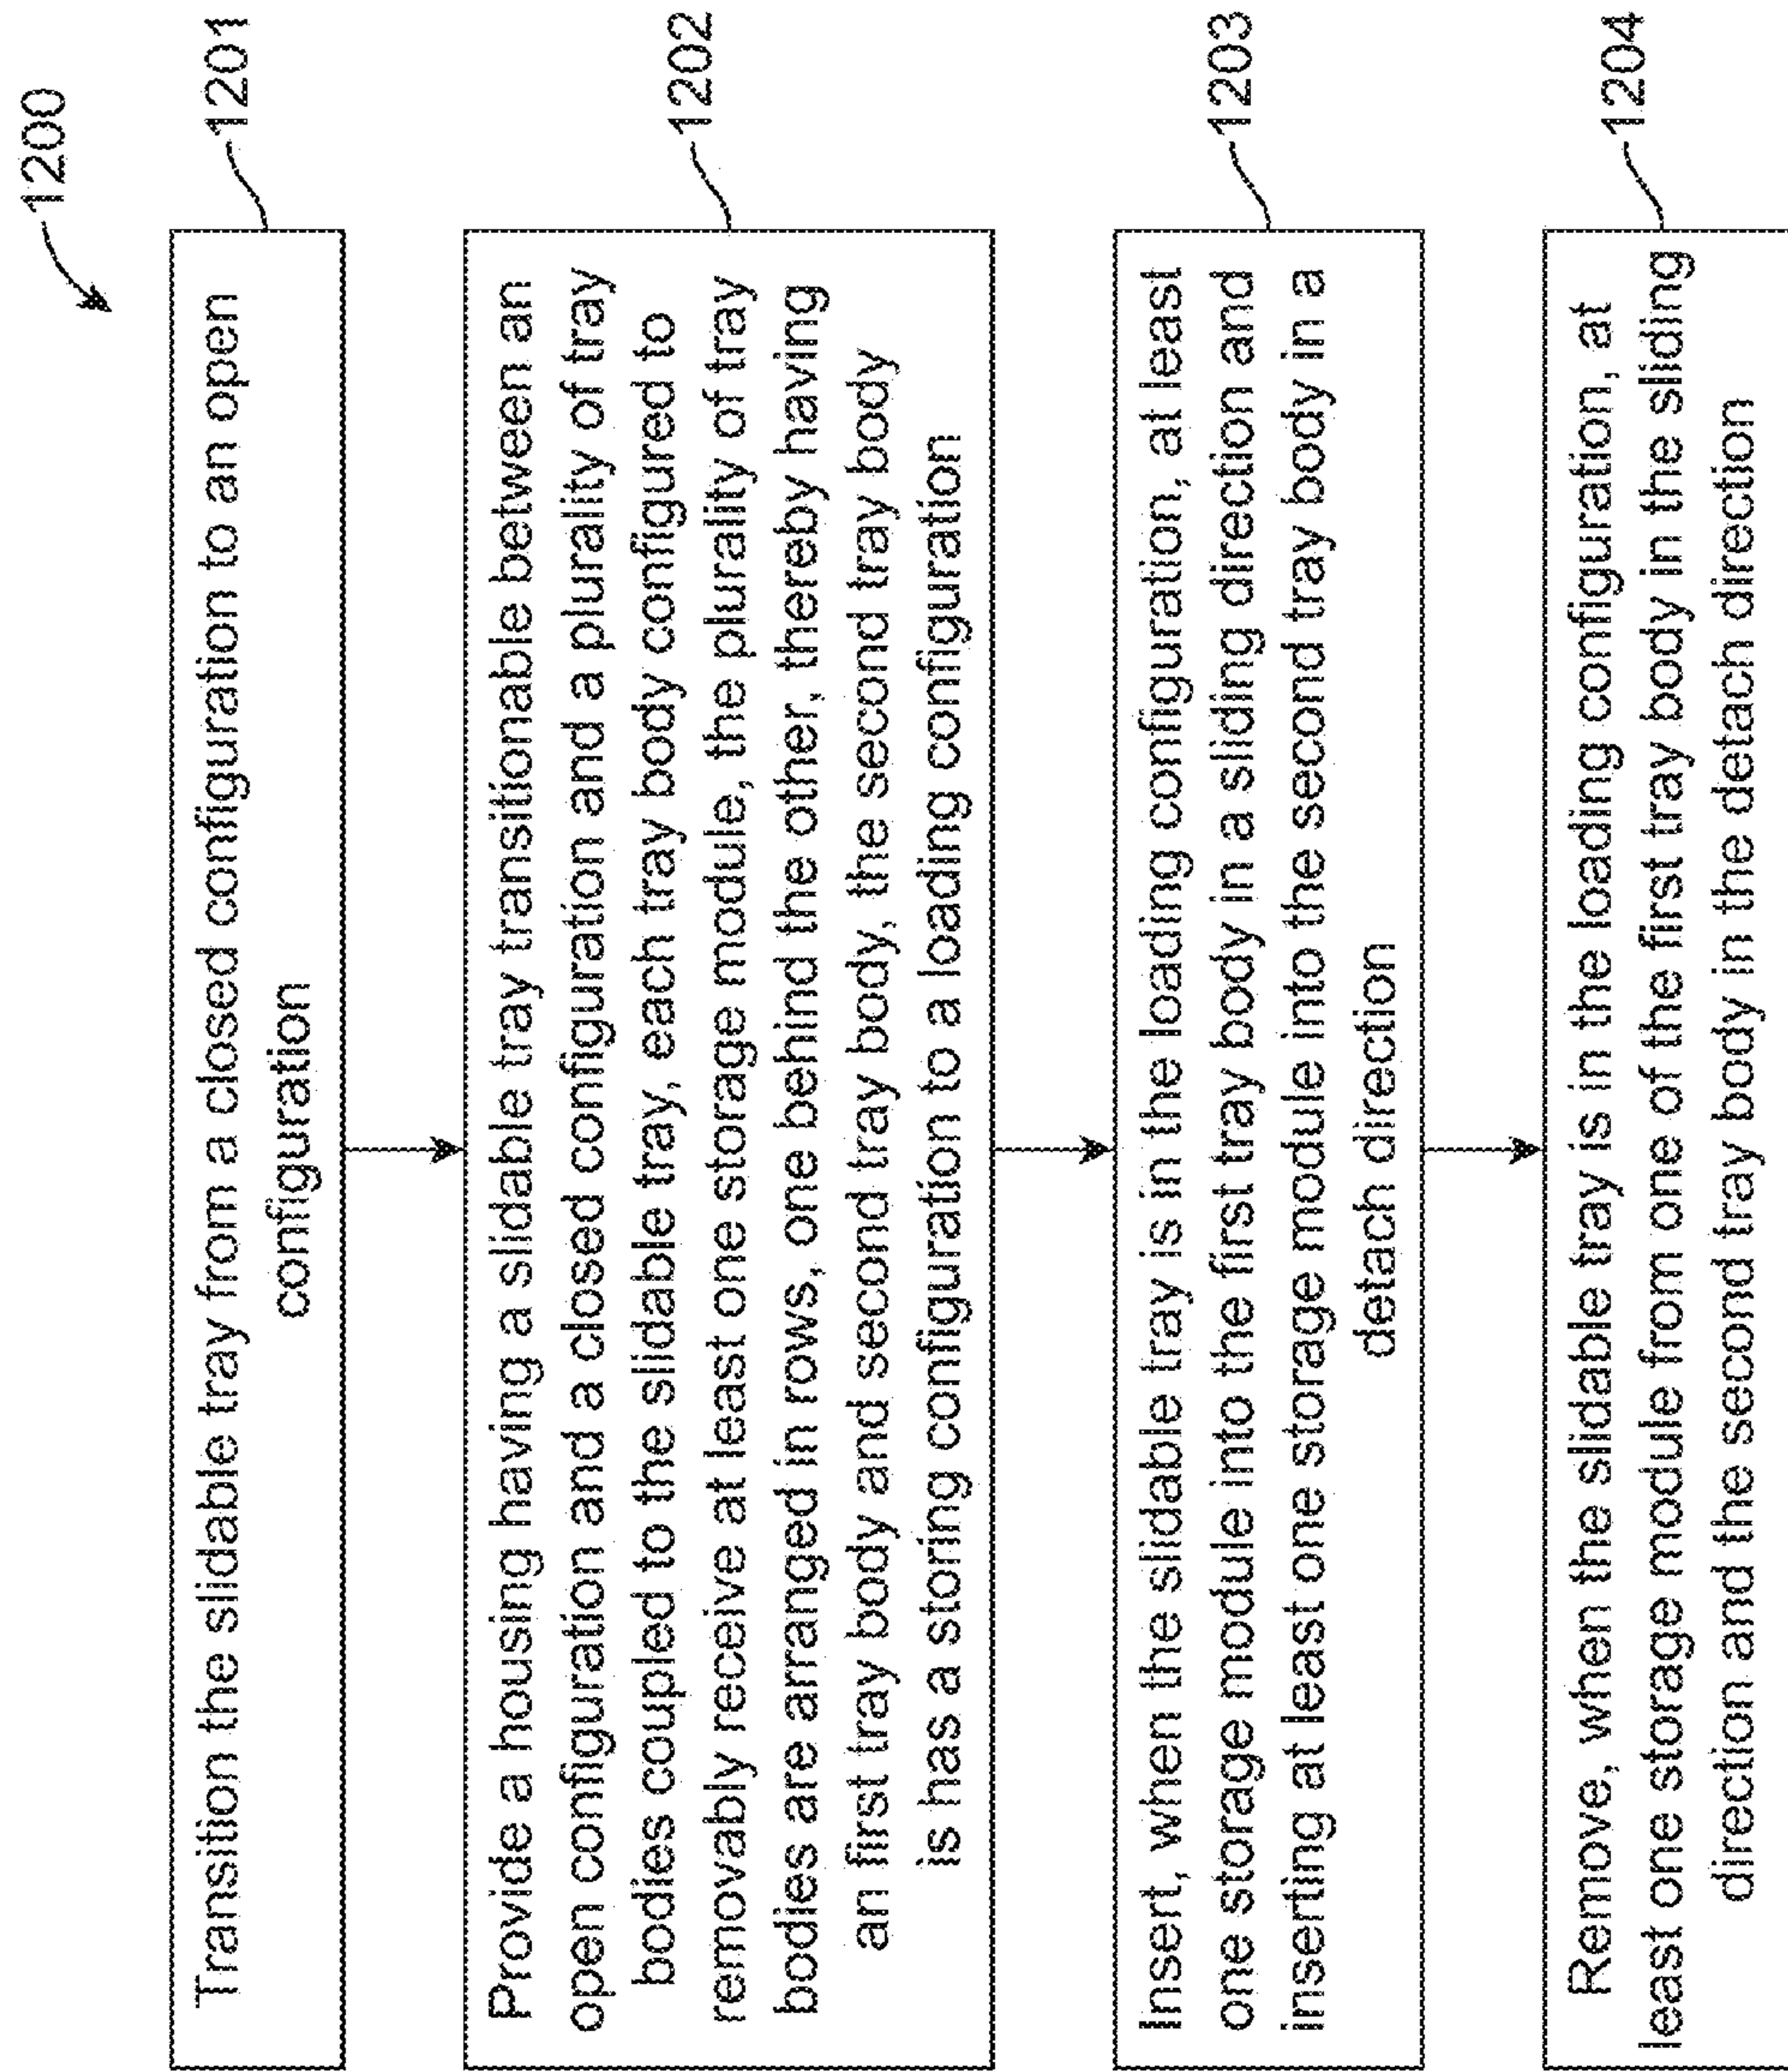 1200
Transition the slidable tray from a closed configuration to an open
configuration
1201
Provide a housing having a slidable tray transitionable between an
open configuration and a closed configuration and a plurality of tray
bodies coupled to the slidable tray, each tray body configured to
removably receive at least one storage module, the plurality of tray
bodies are arranged in rows, one behind the other, thereby having
an first tray body and second tray body, the second tray body
is has a storing configuration to a loading configuration
1202
Insert, when the slidable tray is in the loading configuration, at least
one storage module into the first tray body in a sliding direction and
inserting at least one storage module into the second tray body in a
detach direction
1203
Remove, when the slidable tray is in the loading configuration, at
least one storage module from one of the first tray body in the sliding
direction and the second tray body in the detach direction
1204